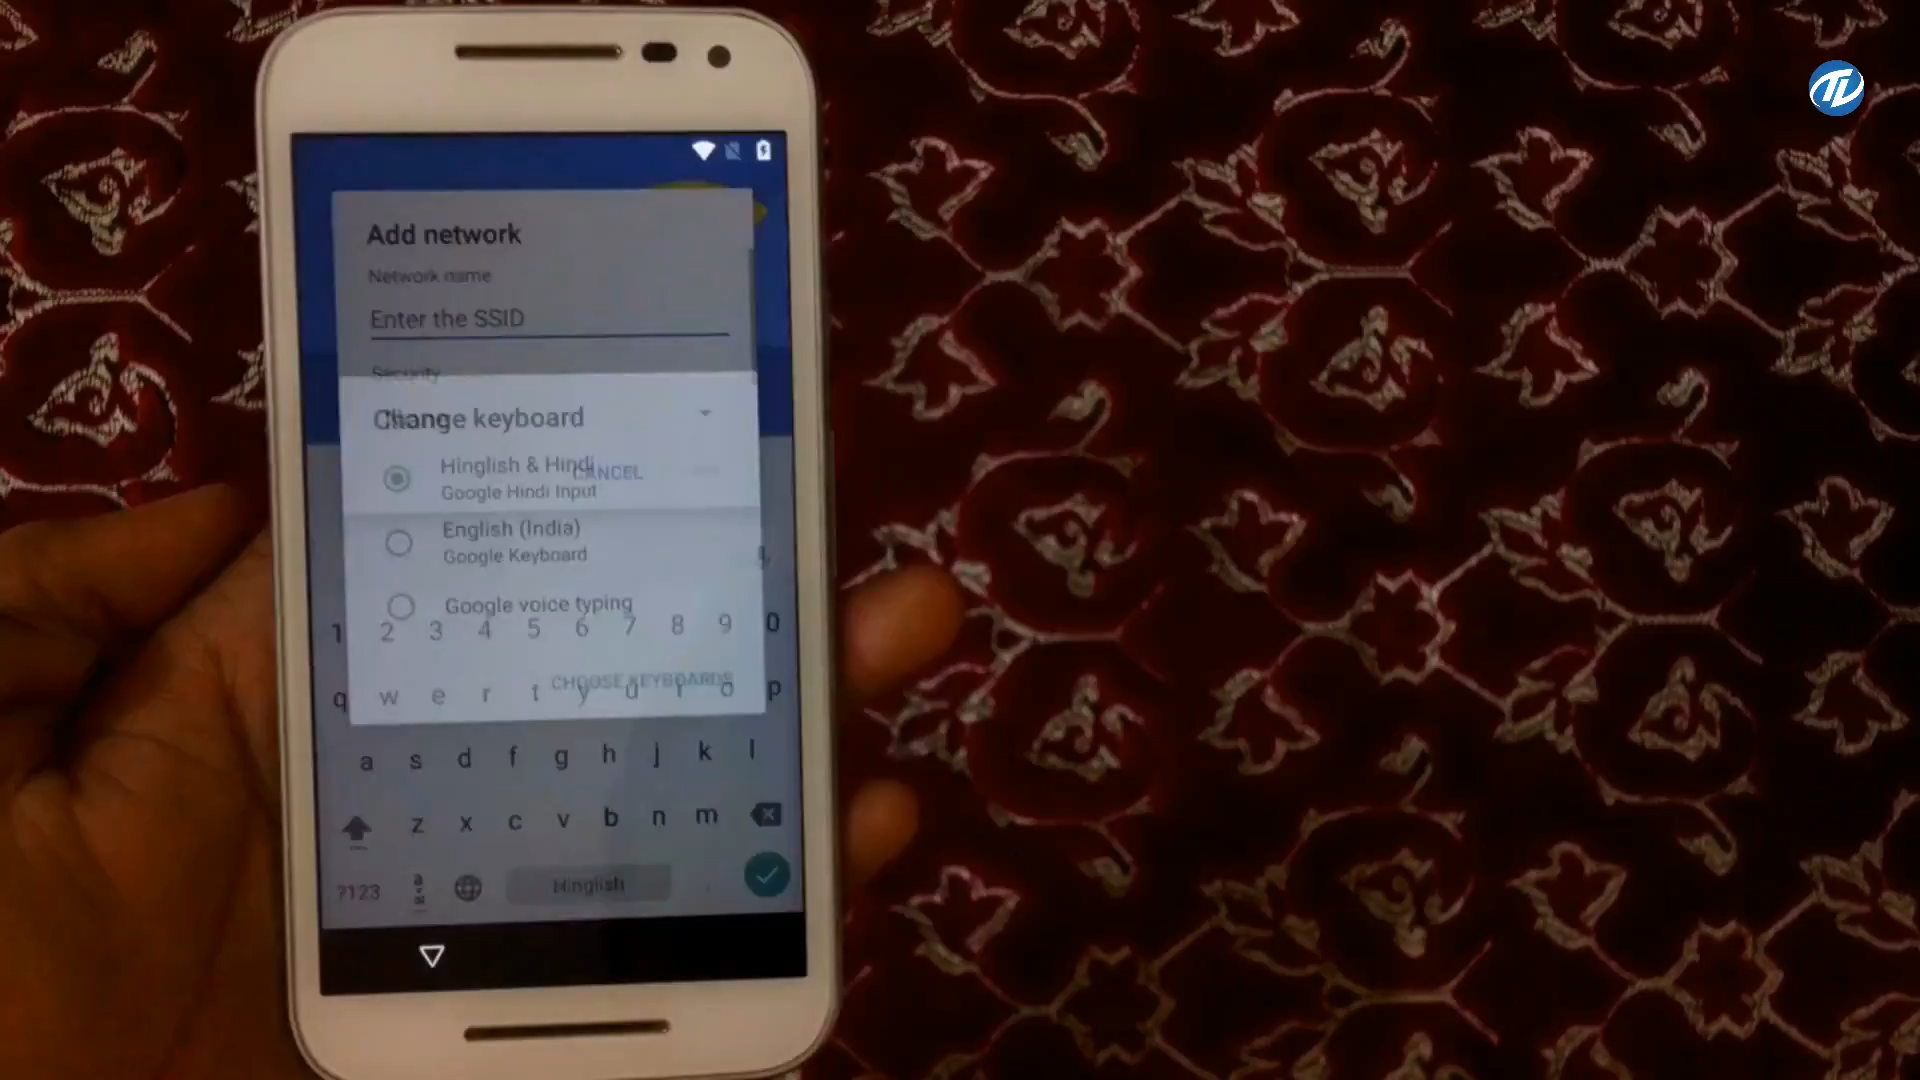 Add network
Network name
Enter the SSID
Security
Change keyboard
Hinglish & Hindi
CANCEL
Google Hindi Input
English (India)
Google Keyboard
Google voice typing
1 2 3 4 5 6 7 8 9 0
CHOOSE KEYBOARDS
q w e r t y u i o p
a s d f g h j k l
z x c v b n m
?123
Hinglish